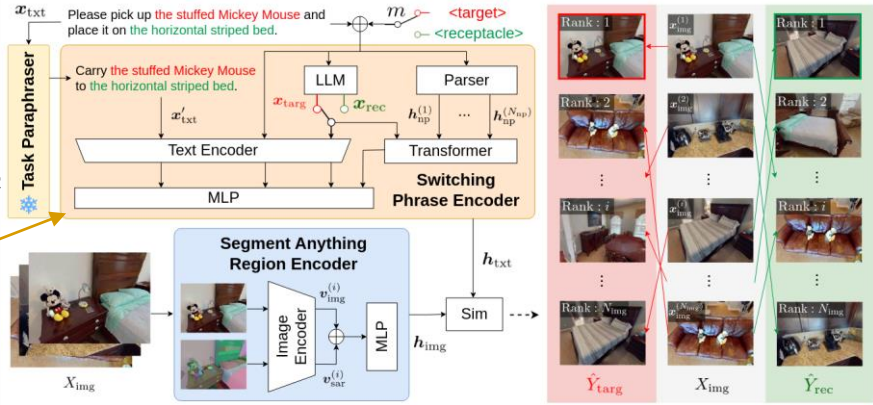 x_txt
Please pick up the stuffed Mickey Mouse and
place it on the horizontal striped bed.
m
<target>
<receptacle>
Task Paraphraser
Carry the stuffed Mickey Mouse
to the horizontal striped bed.
x'_txt
LLM
x_targ
x_rec
Parser
h_np^(1)
...
h_np^(N_np)
Text Encoder
Transformer
MLP
Switching
Phrase Encoder
X_img
Segment Anything
Region Encoder
Image
Encoder
v_img^(i)
v_sar^(i)
MLP
h_img
h_txt
Sim
Rank : 1
Rank : 2
⋮
Rank : i
⋮
Rank : N_img
Ŷ_targ
x_img^(1)
x_img^(2)
⋮
x_img^(i)
⋮
x_img^(N_img)
X_img
Rank : 1
Rank : 2
⋮
Rank : i
⋮
Rank : N_img
Ŷ_rec